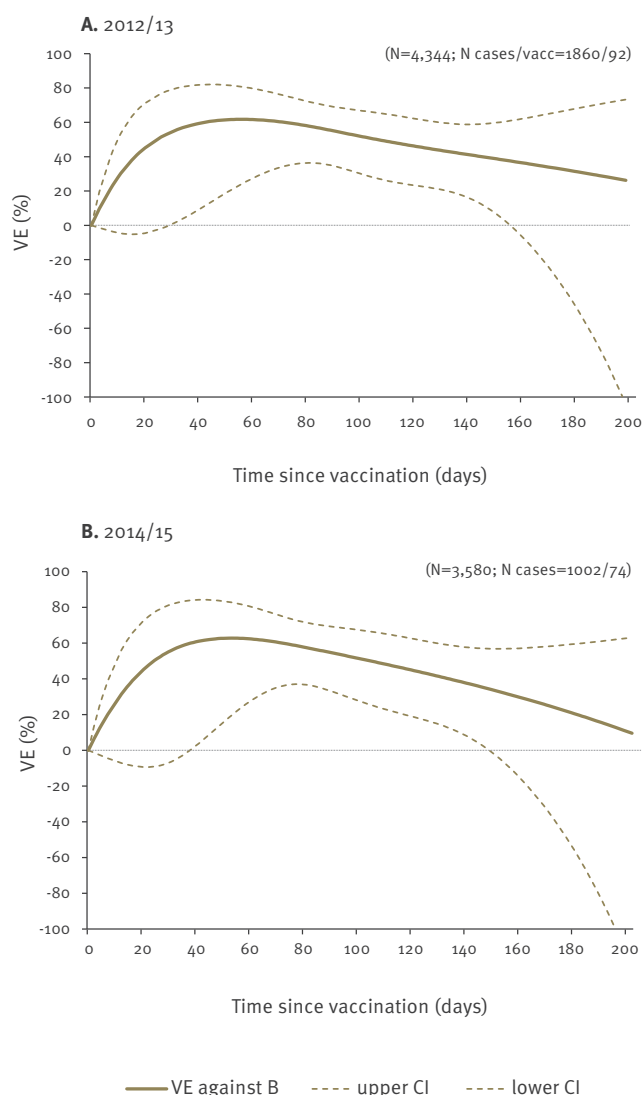 A. 2012/13
(N=4,344; N cases/vacc=1860/92)
100
80
60
40
20
0
-20
-40
-60
-80
-100
VE (%)
0 20 40 60 80 100 120 140 160 180 200
Time since vaccination (days)
B. 2014/15
(N=3,580; N cases=1002/74)
100
80
60
40
20
0
-20
-40
-60
-80
-100
VE (%)
0 20 40 60 80 100 120 140 160 180 200
Time since vaccination (days)
VE against B upper CI lower CI